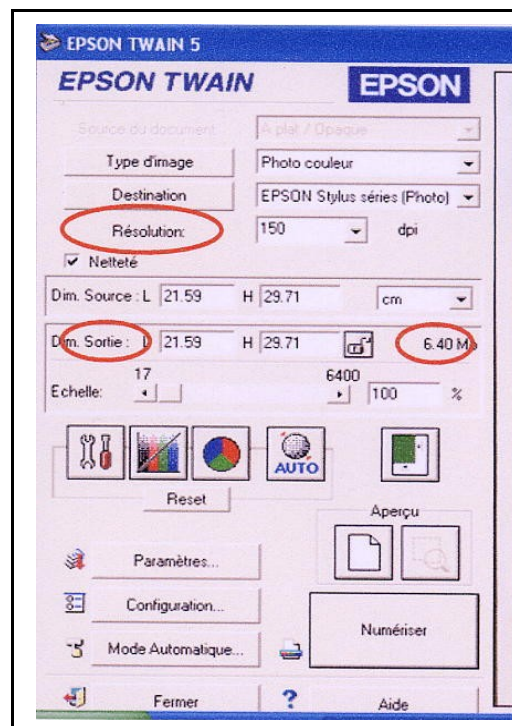 EPSON TWAIN 5
EPSON TWAIN EPSON
Source du document A plat / Opaque
Type d'image Photo couleur
Destination EPSON Stylus séries (Photo)
Résolution: 150 dpi
Netteté
Dim. Source : L 21.59 H 29.71 cm
Dim. Sortie : L 21.59 H 29.71 6.40 Mo
17 6400
Echelle: 100 %
AUTO
Reset
Aperçu
Paramètres...
Configuration...
Numériser
Mode Automatique...
Fermer ? Aide